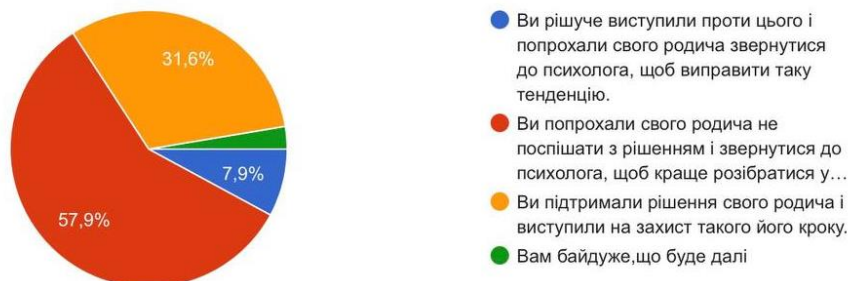 31,6%
7,9%
57,9%
Ви рішуче виступили проти цього і
попрохали свого родича звернутися
до психолога, щоб виправити таку
тенденцію.
Ви попрохали свого родича не
поспішати з рішенням і звернутися до
психолога, щоб краще розібратися у…
Ви підтримали рішення свого родича і
виступили на захист такого його кроку.
Вам байдуже,що буде далі